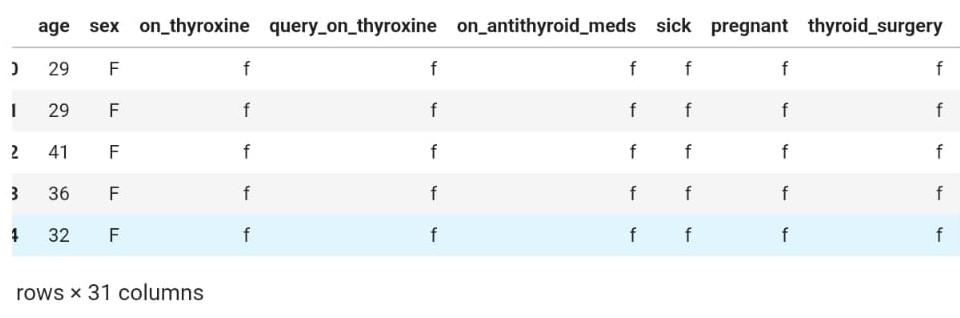 age sex on_thyroxine query_on_thyroxine on_antithyroid_meds sick pregnant thyroid_surgery
0 29 F f f f f f f
1 29 F f f f f f f
2 41 F f f f f f f
3 36 F f f f f f f
4 32 F f f f f f f
rows × 31 columns